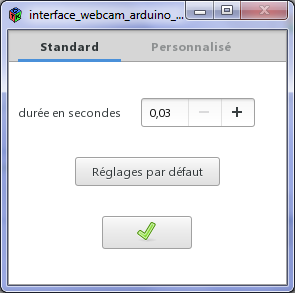 interface_webcam_arduino_...
Standard Personnalisé
durée en secondes 0,03 − +
Réglages par défaut